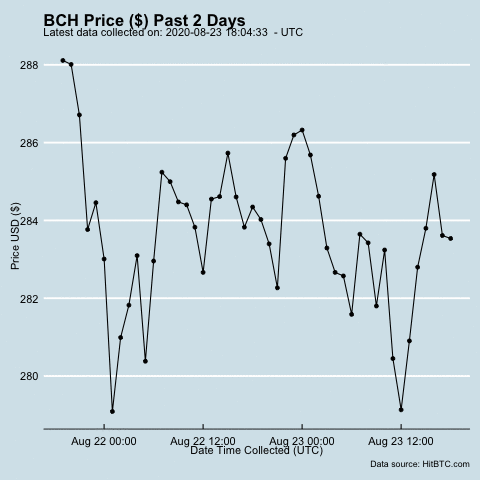 BCH Price ($) Past 2 Days
Latest data collected on: 2020-08-23 18:04:33 - UTC
288
286
284
282
280
Price USD ($)
Aug 22 00:00 Aug 22 12:00 Aug 23 00:00 Aug 23 12:00
Date Time Collected (UTC)
Data source: HitBTC.com